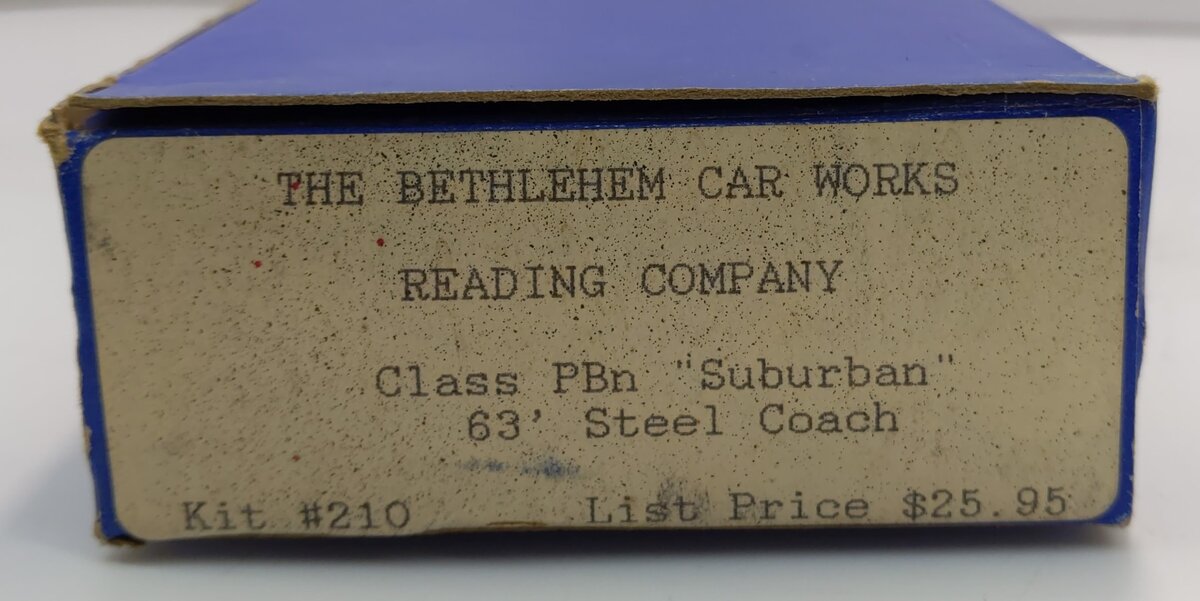 THE BETHLEHEM CAR WORKS
READING COMPANY
Class PBn "Suburban"
63' Steel Coach
Kit #210 List Price $25.95